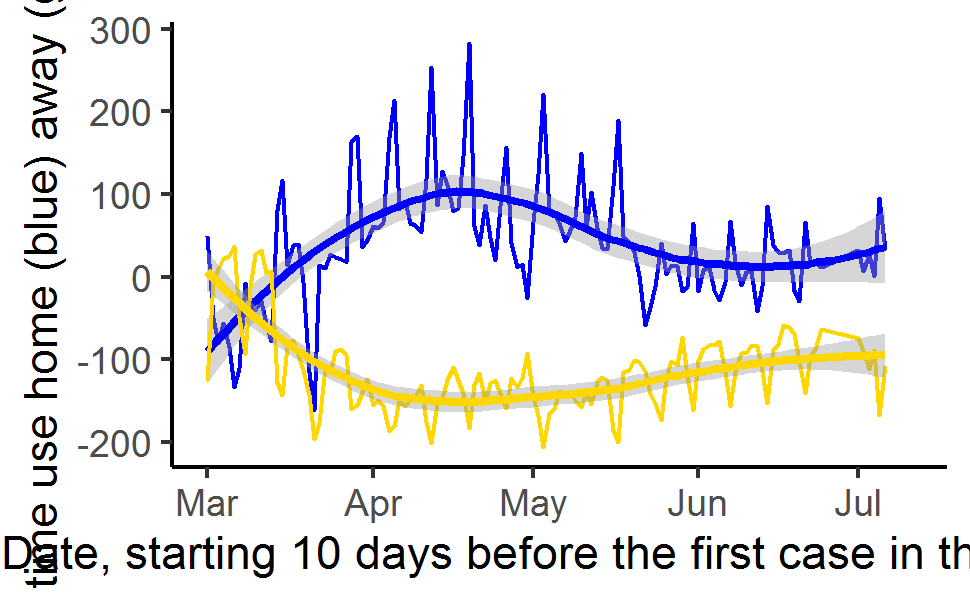 time use home (blue) away (
300
200
100
0
-100
-200
Mar Apr May Jun Jul
Date, starting 10 days before the first case in th